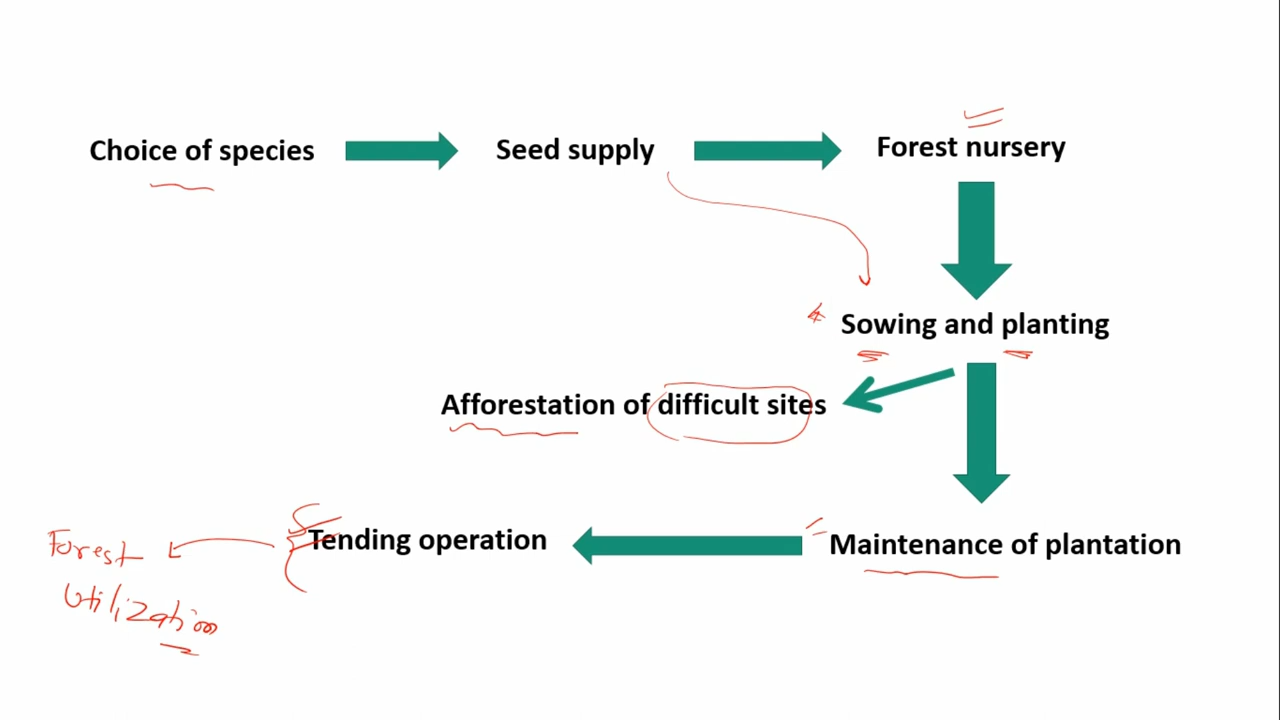 Choice of species
Seed supply
Forest nursery
Sowing and planting
Afforestation of difficult sites
Maintenance of plantation
Tending operation
Forest
Utilization